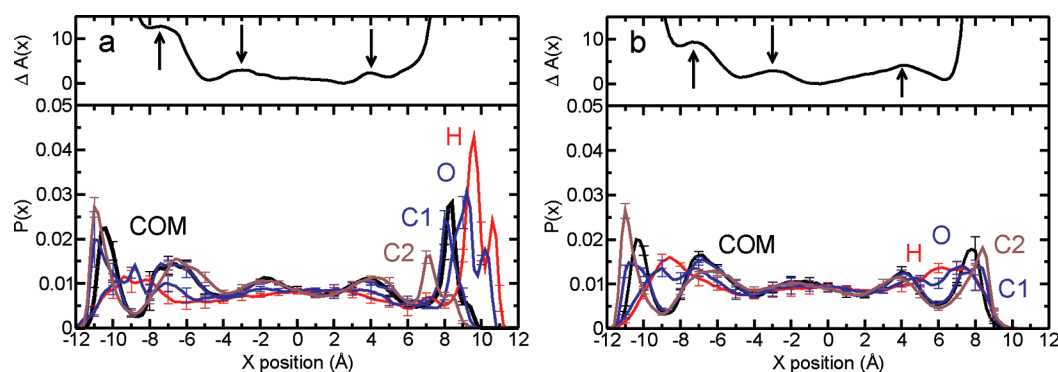 a
Δ A(x)
10
5
0
P(x)
0.05
0.04
0.03
0.02
0.01
0
COM
H
O
C1
C2
-12 -10 -8 -6 -4 -2 0 2 4 6 8 10 12
X position (Å)
b
Δ A(x)
10
5
0
P(x)
0.05
0.04
0.03
0.02
0.01
0
COM
H
O
C2
C1
-12 -10 -8 -6 -4 -2 0 2 4 6 8 10 12
X position (Å)